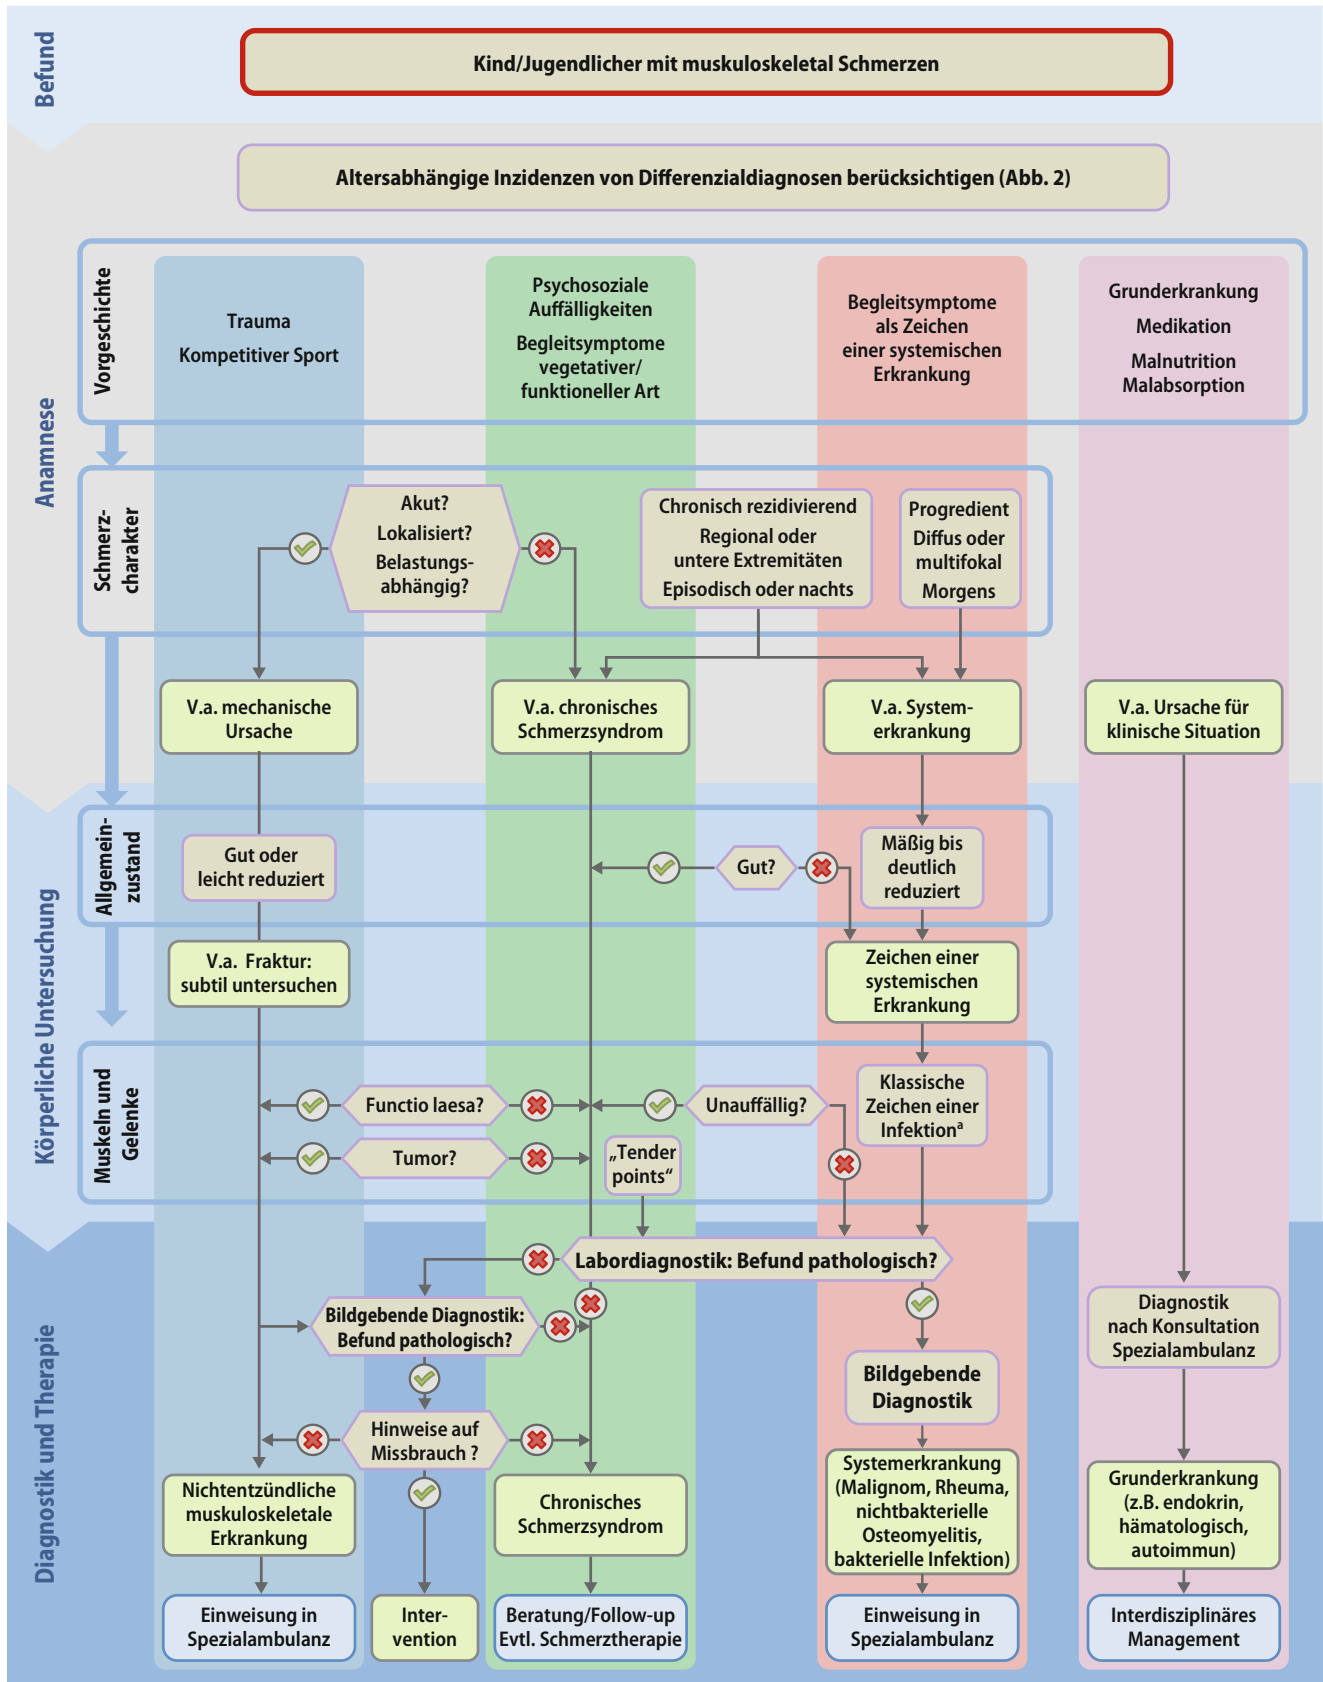 Befund
Kind/Jugendlicher mit muskuloskeletal Schmerzen
Altersabhängige Inzidenzen von Differenzialdiagnosen berücksichtigen (Abb. 2)
Anamnese
Vorgeschichte
Trauma
Kompetitiver Sport
Psychosoziale
Auffälligkeiten
Begleitsymptome
vegetativer/
funktioneller Art
Begleitsymptome
als Zeichen
einer systemischen
Erkrankung
Grunderkrankung
Medikation
Malnutrition
Malabsorption
Schmerz-
charakter
Akut?
Lokalisiert?
Belastungs-
abhängig?
Chronisch rezidivierend
Regional oder
untere Extremitäten
Episodisch oder nachts
Progredient
Diffus oder
multifokal
Morgens
V.a. mechanische
Ursache
V.a. chronisches
Schmerzsyndrom
V.a. System-
erkrankung
V.a. Ursache für
klinische Situation
Körperliche Untersuchung
Allgemein-
zustand
Gut oder
leicht reduziert
Gut?
Mäßig bis
deutlich
reduziert
V.a. Fraktur:
subtil untersuchen
Zeichen einer
systemischen
Erkrankung
Muskeln und
Gelenke
Functio laesa?
Unauffällig?
Klassische
Zeichen einer
Infektionª
Tumor?
„Tender
points“
Diagnostik und Therapie
Labordiagnostik: Befund pathologisch?
Bildgebende Diagnostik:
Befund pathologisch?
Diagnostik
nach Konsultation
Spezialambulanz
Bildgebende
Diagnostik
Hinweise auf
Missbrauch ?
Nichtentzündliche
muskuloskeletale
Erkrankung
Chronisches
Schmerzsyndrom
Systemerkrankung
(Malignom, Rheuma,
nichtbakterielle
Osteomyelitis,
bakterielle Infektion)
Grunderkrankung
(z.B. endokrin,
hämatologisch,
autoimmun)
Einweisung in
Spezialambulanz
Inter-
vention
Beratung/Follow-up
Evtl. Schmerztherapie
Einweisung in
Spezialambulanz
Interdisziplinäres
Management